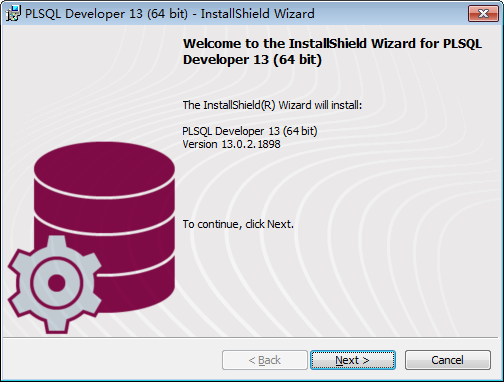 PLSQL Developer 13 (64 bit) - InstallShield Wizard
Welcome to the InstallShield Wizard for PLSQL
Developer 13 (64 bit)
The InstallShield(R) Wizard will install:
PLSQL Developer 13 (64 bit)
Version 13.0.2.1898
To continue, click Next.
< Back
Next >
Cancel